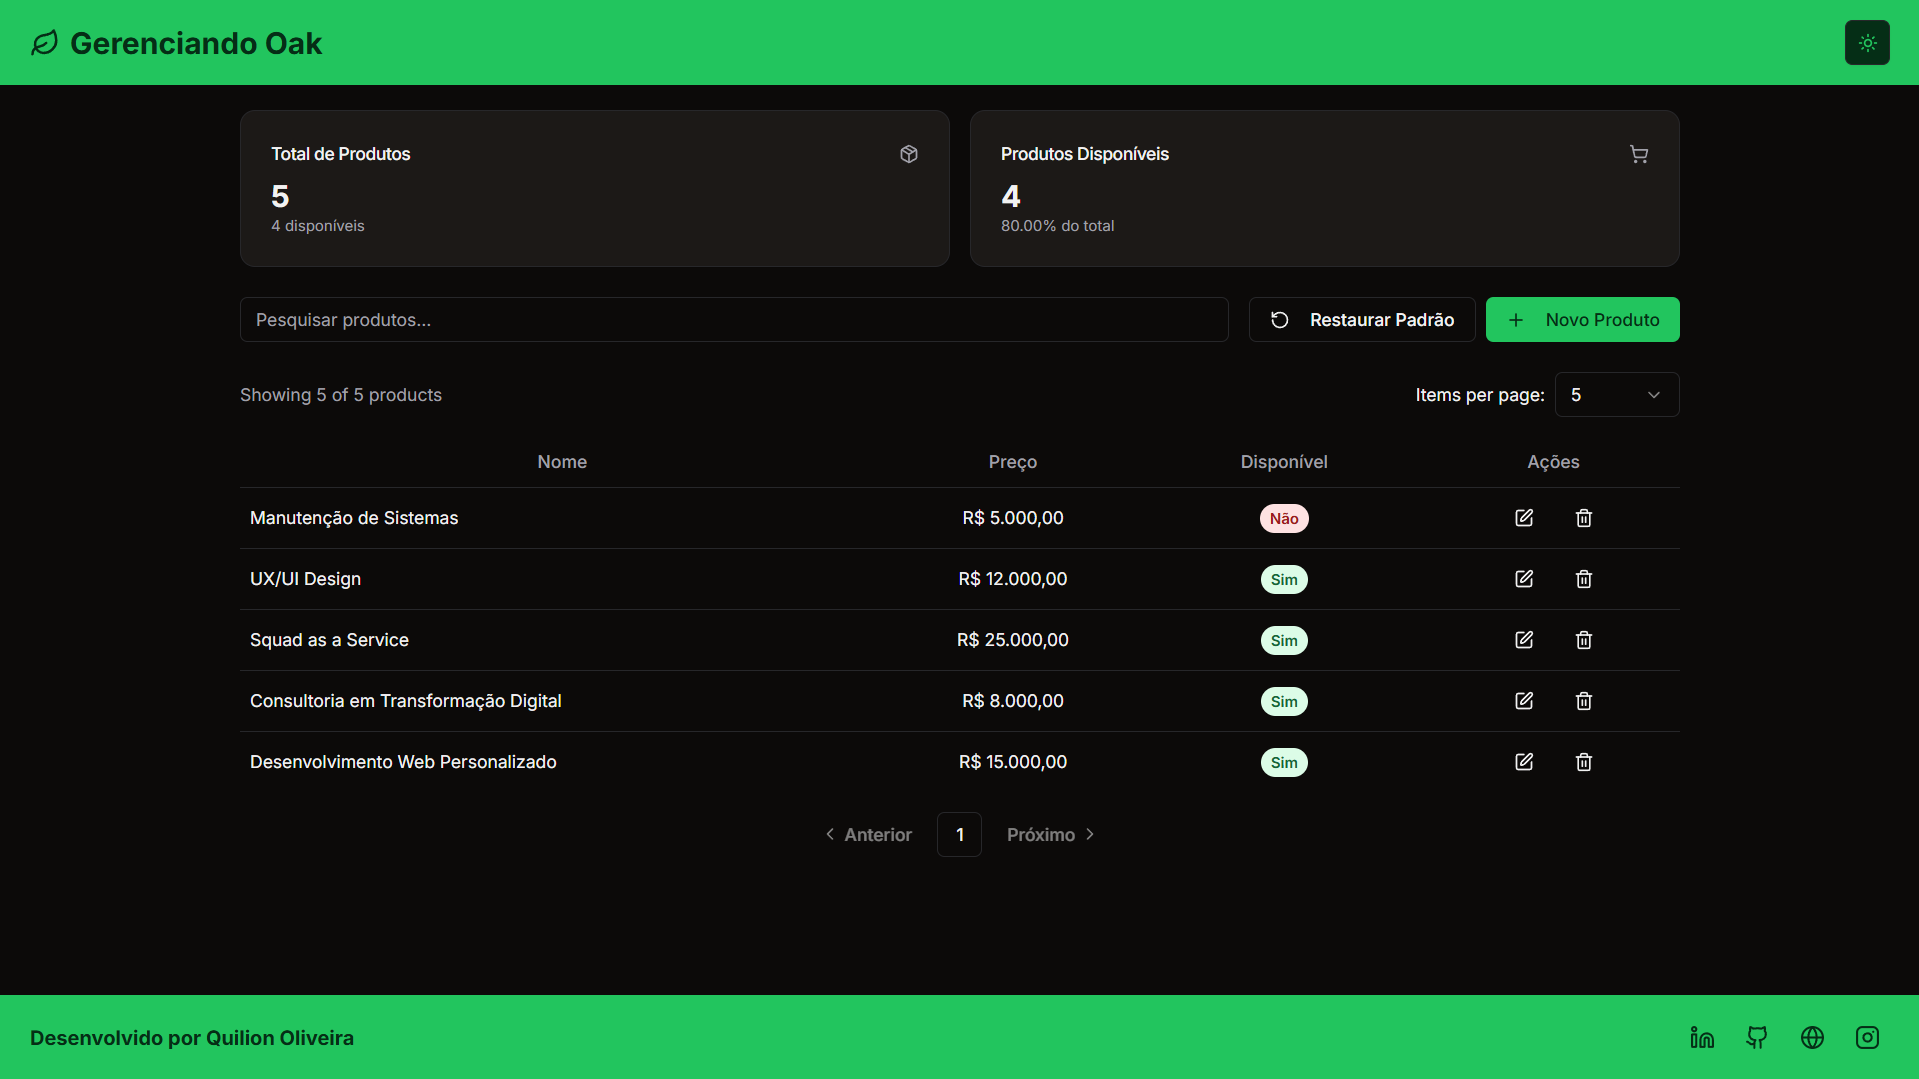 Gerenciando Oak
Total de Produtos
5
4 disponíveis
Produtos Disponíveis
4
80.00% do total
Pesquisar produtos...
Restaurar Padrão
Novo Produto
Showing 5 of 5 products
Items per page: 5
Nome Preço Disponível Ações
Manutenção de Sistemas R$ 5.000,00 Não
UX/UI Design R$ 12.000,00 Sim
Squad as a Service R$ 25.000,00 Sim
Consultoria em Transformação Digital R$ 8.000,00 Sim
Desenvolvimento Web Personalizado R$ 15.000,00 Sim
Anterior 1 Próximo
Desenvolvido por Quilion Oliveira